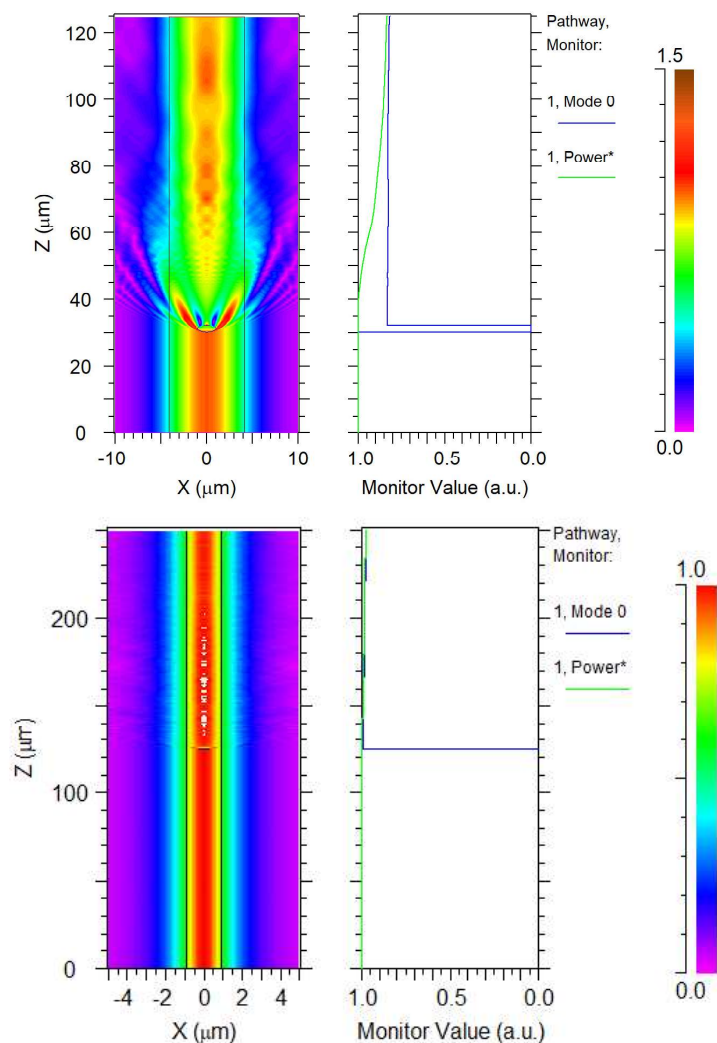 120
100
80
60
40
20
0
Z (μm)
-10
0
10
X (μm)
1.0
0.5
0.0
Monitor Value (a.u.)
Pathway,
Monitor:
1, Mode 0
1, Power*
1.5
0.0
200
100
0
Z (μm)
-4 -2 0 2 4
X (μm)
1.0
0.5
0.0
Monitor Value (a.u.)
Pathway,
Monitor:
1, Mode 0
1, Power*
1.0
0.0